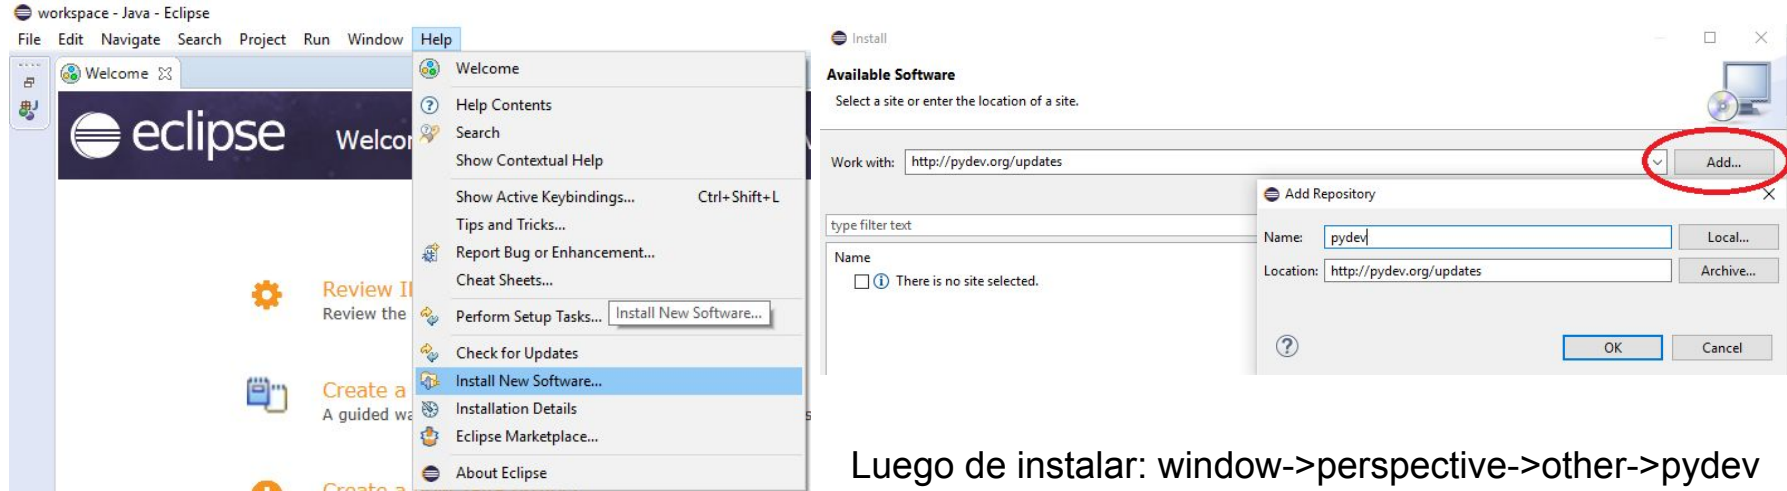 workspace - Java - Eclipse
File Edit Navigate Search Project Run Window Help
Welcome
eclipse
Review
Review the
Create a
A guided
Create a
Welcome
Help Contents
Search
Show Contextual Help
Show Active Keybindings... Ctrl+Shift+L
Tips and Tricks...
Report Bug or Enhancement...
Cheat Sheets...
Perform Setup Tasks... Install New Software...
Check for Updates
Install New Software...
Installation Details
Eclipse Marketplace...
About Eclipse
Install
Available Software
Select a site or enter the location of a site.
Work with: http://pydev.org/updates Add...
type filter text
Name
There is no site selected.
Add Repository
Name: pydev Local...
Location: http://pydev.org/updates Archive...
OK Cancel
Luego de instalar: window->perspective->other->pydev